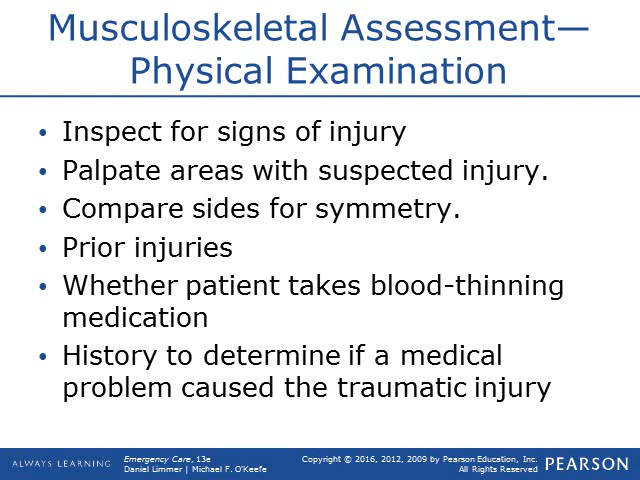 Musculoskeletal Assessment—
Physical Examination
• Inspect for signs of injury
• Palpate areas with suspected injury.
• Compare sides for symmetry.
• Prior injuries
• Whether patient takes blood-thinning
medication
• History to determine if a medical
problem caused the traumatic injury
ALWAYS LEARNING
Emergency Care, 13e
Daniel Limmer | Michael F. O'Keefe
Copyright © 2016, 2012, 2009 by Pearson Education, Inc.
All Rights Reserved
PEARSON